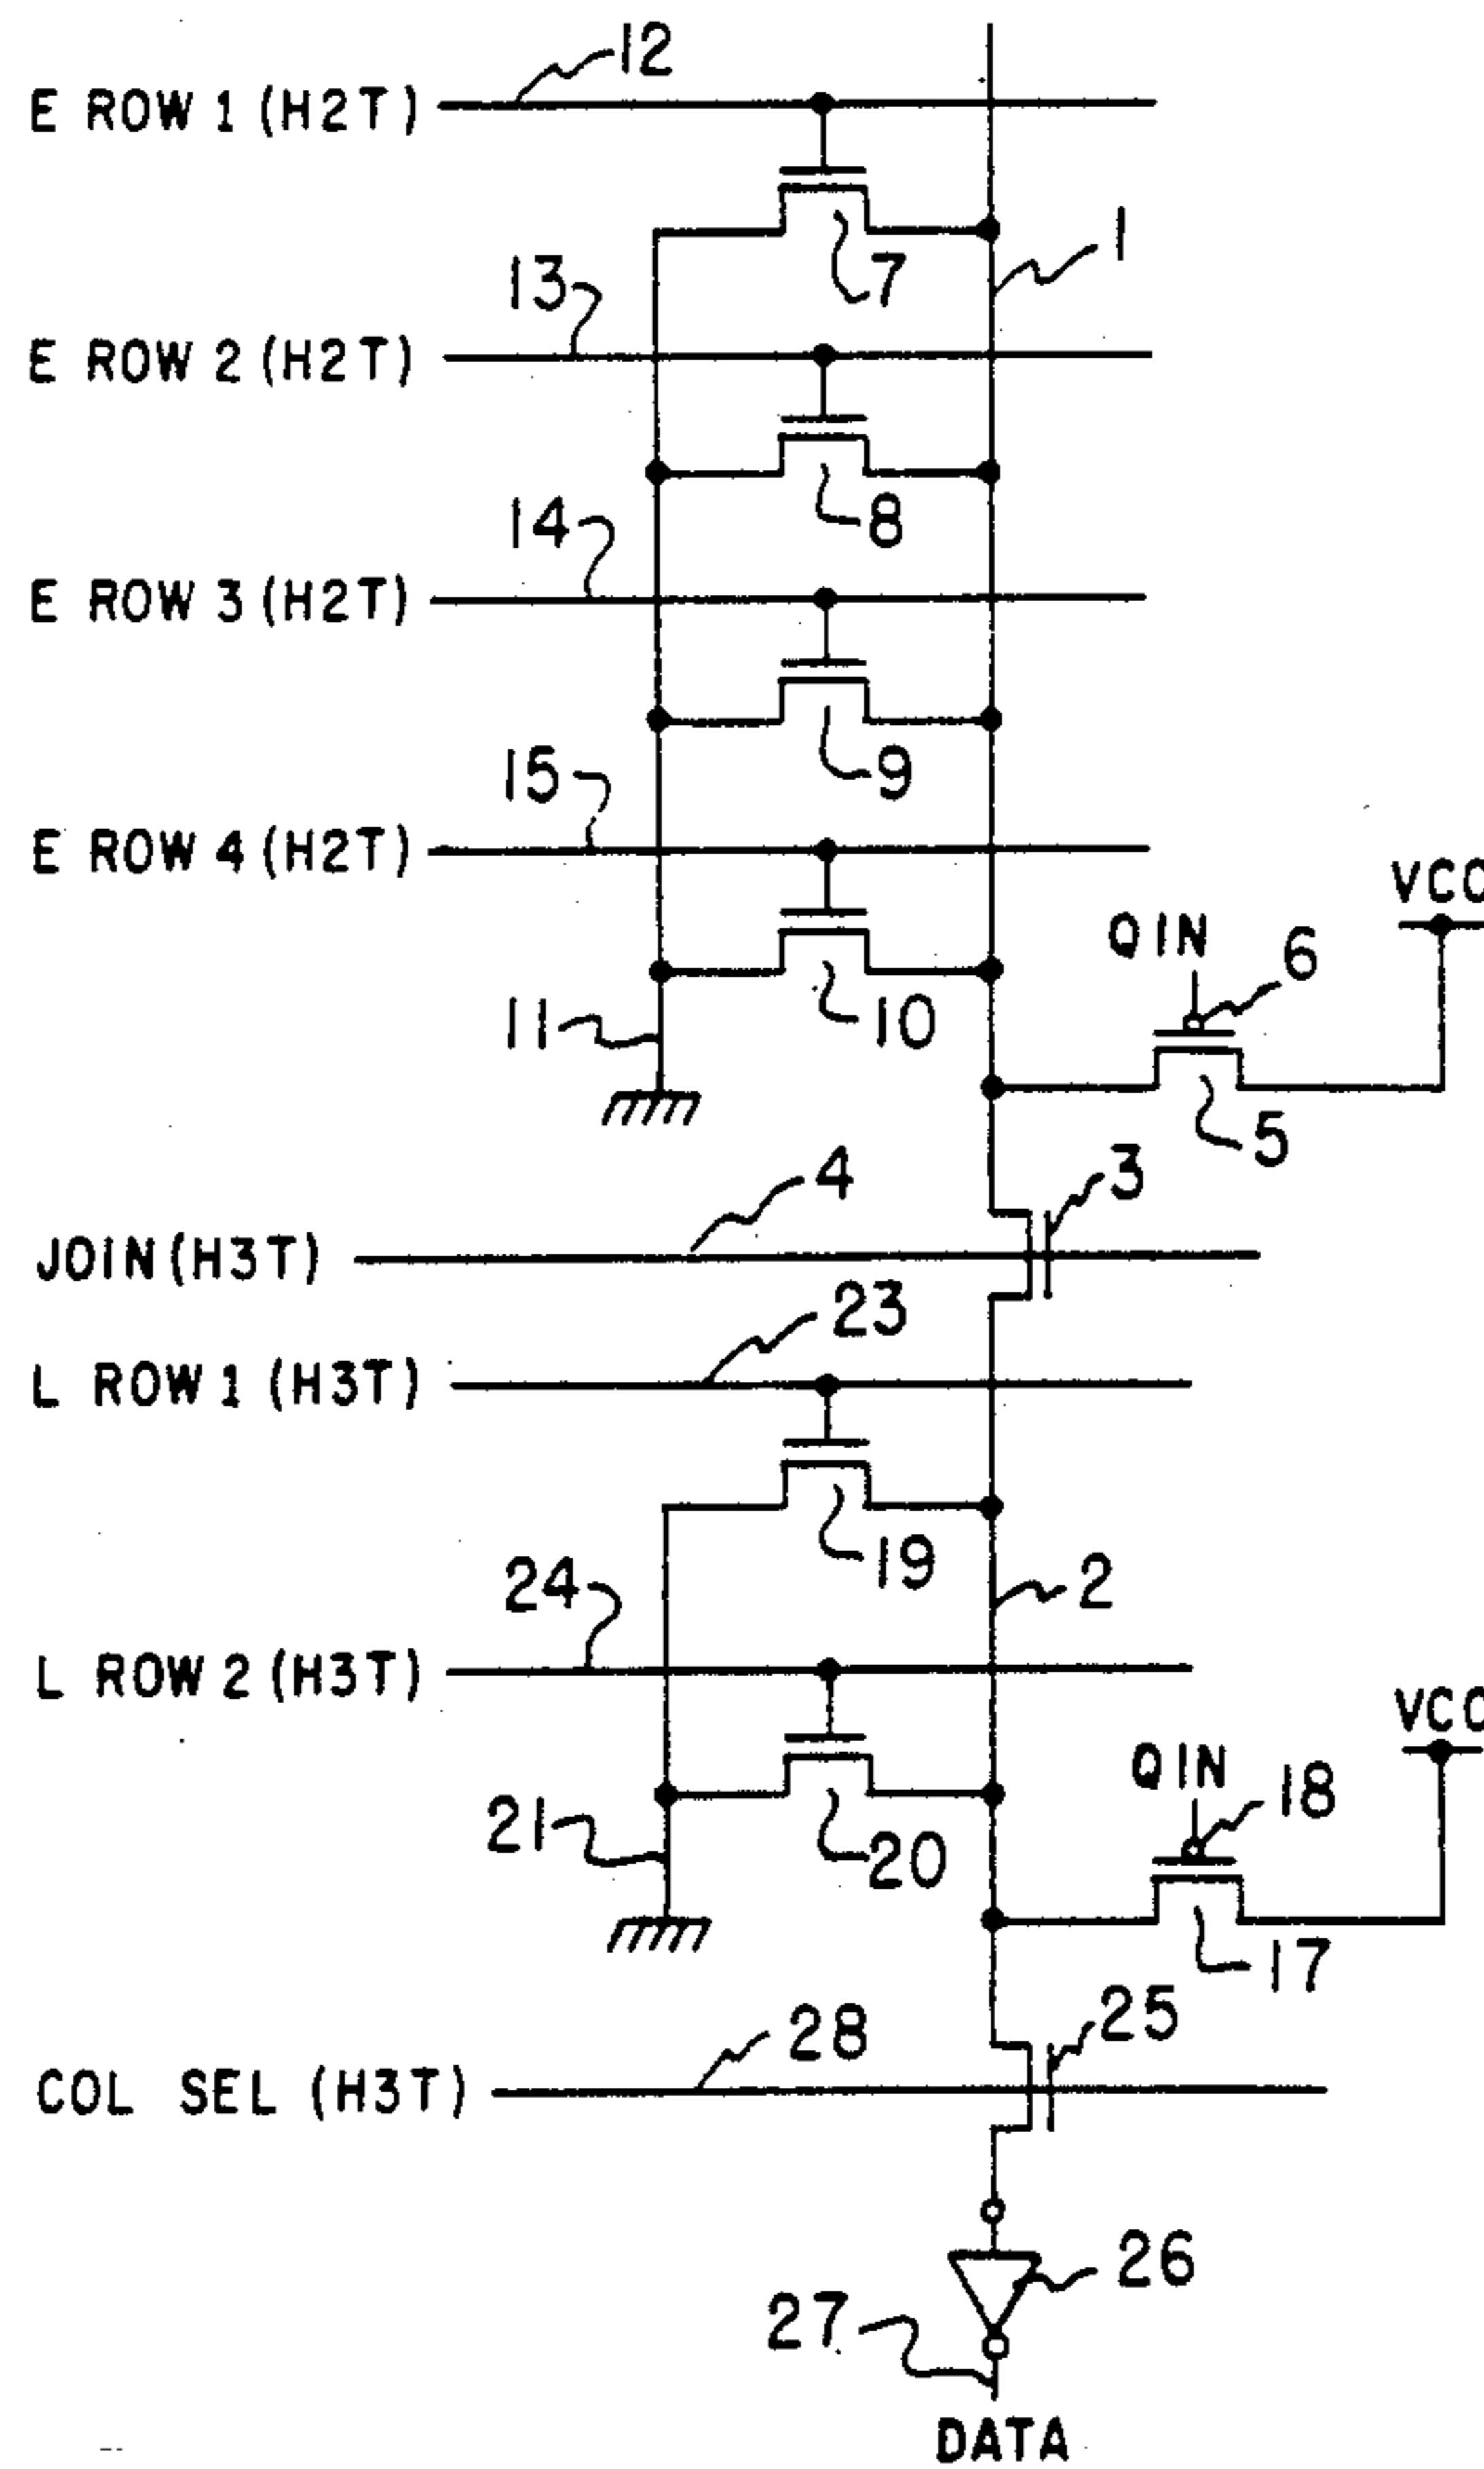 12
E ROW 1 (H2T)
1
7
13
E ROW 2 (H2T)
14
8
E ROW 3 (H2T)
15
9
E ROW 4 (H2T)
VCC
QIN
6
11
10
5
4
3
JOIN (H3T)
23
L ROW 1 (H3T)
19
24
2
L ROW 2 (H3T)
VCC
QIN
18
21
20
17
25
28
COL SEL (H3T)
26
27
DATA